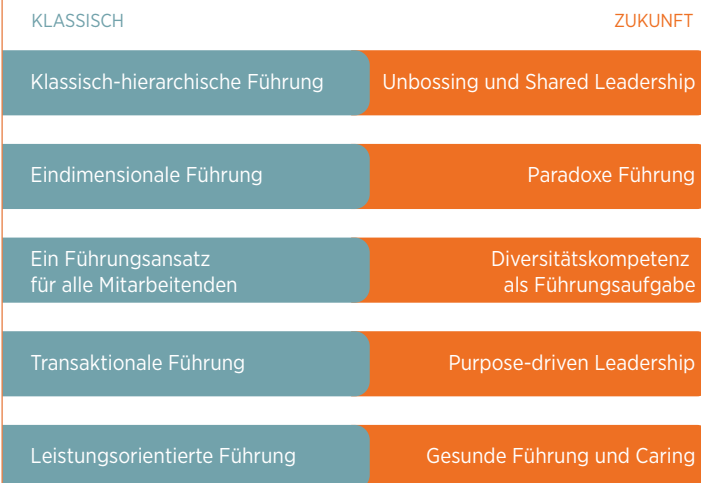 KLASSISCH
ZUKUNFT
Klassisch-hierarchische Führung
Unbossing und Shared Leadership
Eindimensionale Führung
Paradoxe Führung
Ein Führungsansatz
für alle Mitarbeitenden
Diversitätskompetenz
als Führungsaufgabe
Transaktionale Führung
Purpose-driven Leadership
Leistungsorientierte Führung
Gesunde Führung und Caring